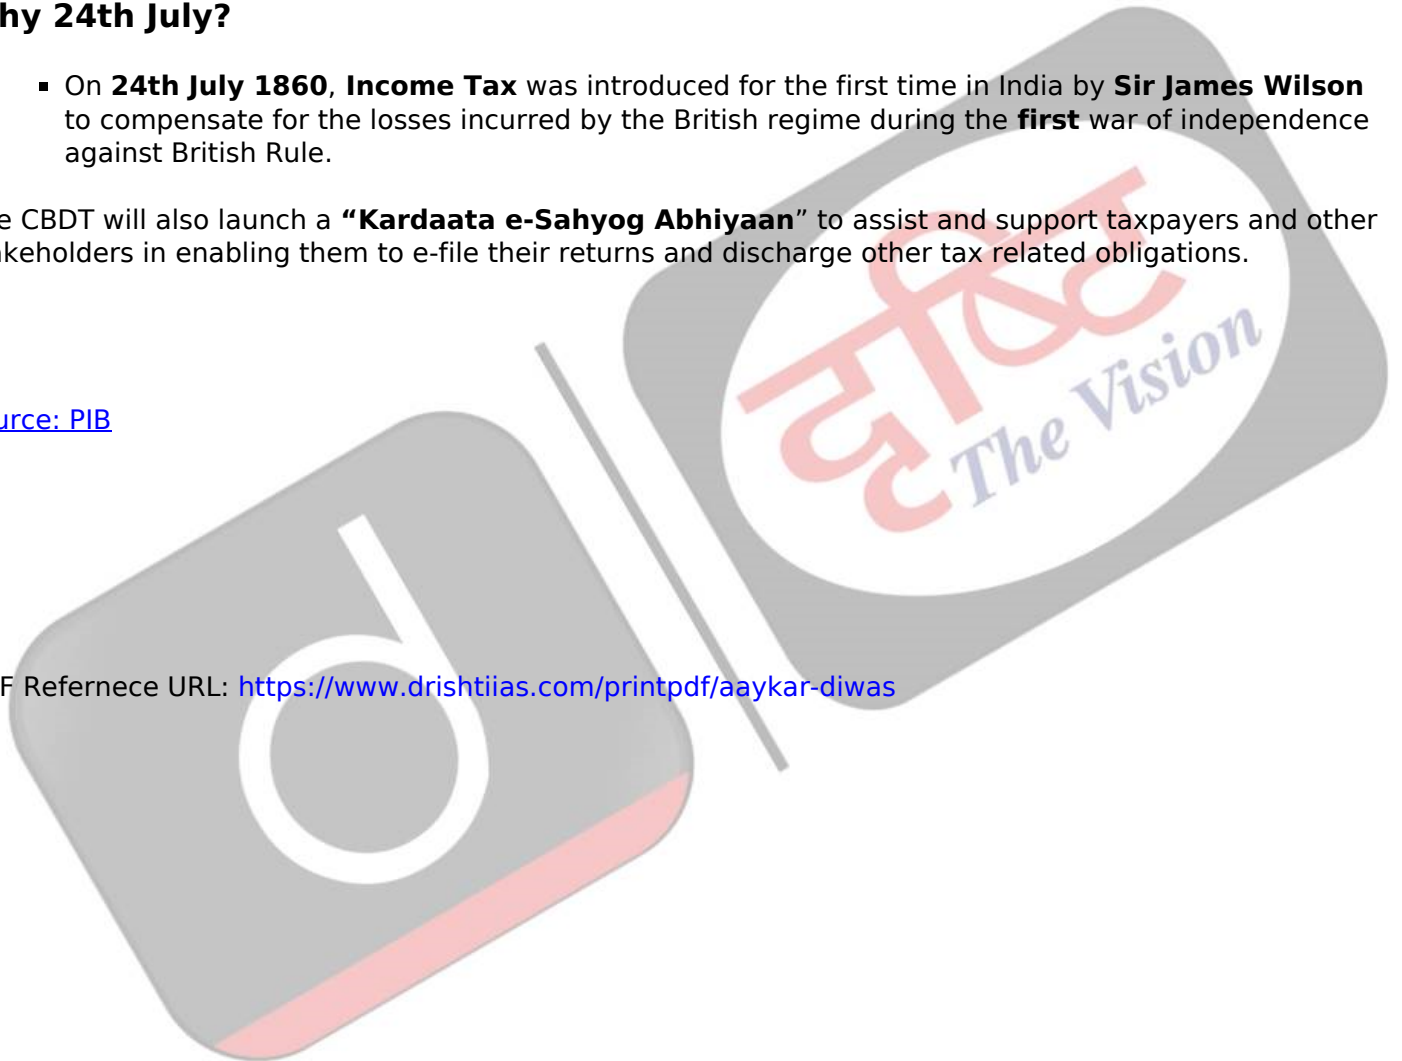 hy 24th July?
▪ On 24th July 1860, Income Tax was introduced for the first time in India by Sir James Wilson
to compensate for the losses incurred by the British regime during the first war of independence
against British Rule.
e CBDT will also launch a “Kardaata e-Sahyog Abhiyaan” to assist and support taxpayers and other
akeholders in enabling them to e-file their returns and discharge other tax related obligations.
दृष्टि
The Vision
urce: PIB
d
F Refernece URL: https://www.drishtiias.com/printpdf/aaykar-diwas